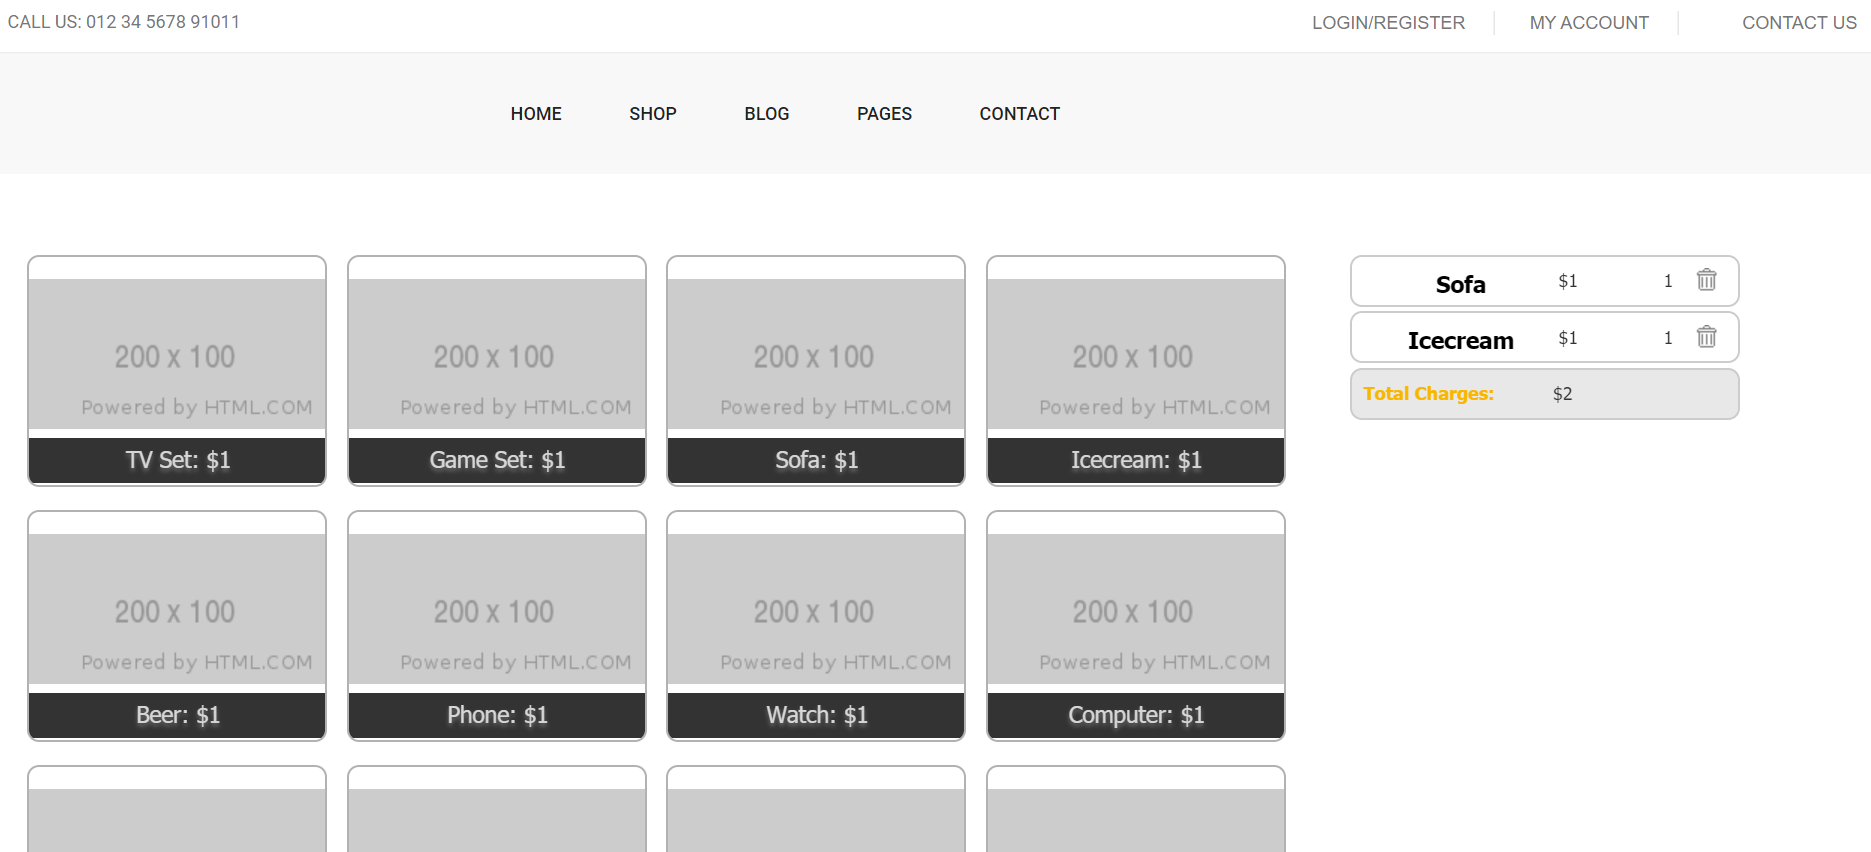 CALL US: 012 34 5678 91011
LOGIN/REGISTER
MY ACCOUNT
CONTACT US
HOME
SHOP
BLOG
PAGES
CONTACT
200 x 100
Powered by HTML.COM
TV Set: $1
200 x 100
Powered by HTML.COM
Game Set: $1
200 x 100
Powered by HTML.COM
Sofa: $1
200 x 100
Powered by HTML.COM
Icecream: $1
200 x 100
Powered by HTML.COM
Beer: $1
200 x 100
Powered by HTML.COM
Phone: $1
200 x 100
Powered by HTML.COM
Watch: $1
200 x 100
Powered by HTML.COM
Computer: $1
Sofa $1 1
Icecream $1 1
Total Charges: $2